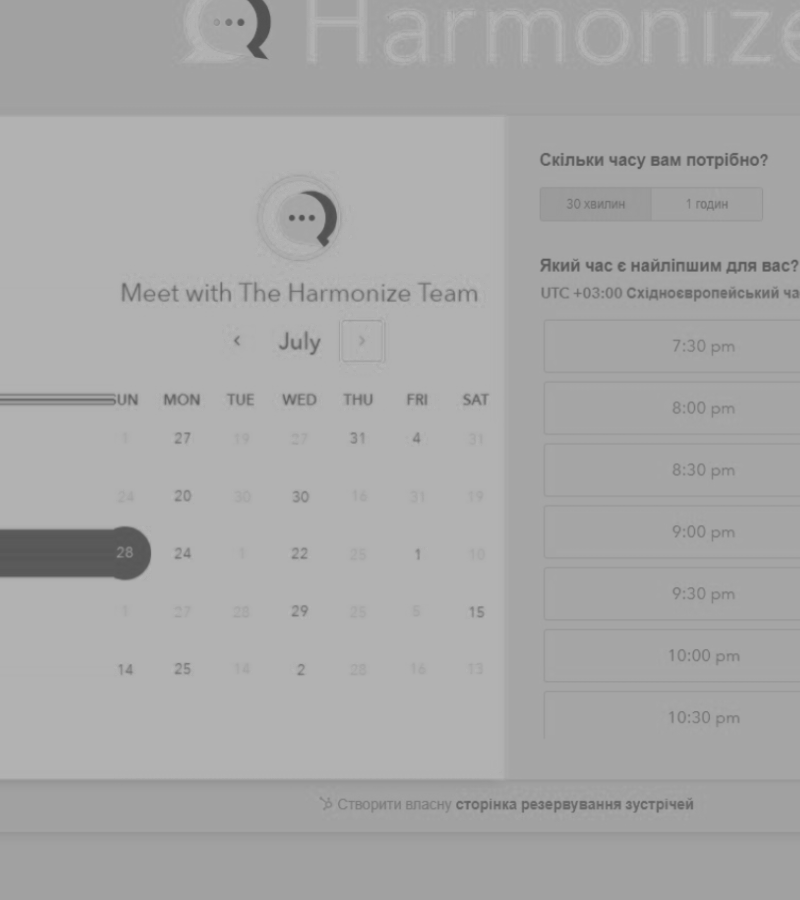 Harmonize
Meet with The Harmonize Team
July
SUN MON TUE WED THU FRI SAT
1 27 19 27 31 4 31
24 20 30 30 16 31 19
28 24 1 22 25 1 10
1 27 28 29 25 5 15
14 25 14 2 28 16 13
Скільки часу вам потрібно?
30 хвилин 1 годин
Який час є найліпшим для вас?
UTC +03:00 Східноєвропейський ча
7:30 pm
8:00 pm
8:30 pm
9:00 pm
9:30 pm
10:00 pm
10:30 pm
Створити власну сторінка резервування зустрічей